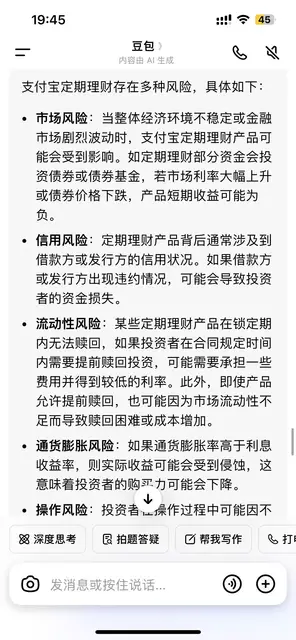 19:45
45
豆包
内容由 AI 生成
支付宝定期理财存在多种风险，具体如下：
• 市场风险：当整体经济环境不稳定或金融
市场剧烈波动时，支付宝定期理财产品可
能会受到影响。如定期理财部分资金会投
资债券或债券基金，若市场利率大幅上升
或债券价格下跌，产品短期收益可能为
负。
• 信用风险：定期理财产品背后通常涉及到
借款方或发行方的信用状况。如果借款方
或发行方出现违约情况，可能会导致投资
者的资金损失。
• 流动性风险：某些定期理财产品在锁定期
内无法赎回，如果投资者在合同规定时间
内需要提前赎回投资，可能需要承担一些
费用并得到较低的利率。此外，即使产品
允许提前赎回，也可能因为市场流动性不
足而导致赎回困难或成本增加。
• 通货膨胀风险：如果通货膨胀率高于利息
收益率，则实际收益可能会受到侵蚀，这
意味着投资者的购买力可能会下降。
• 操作风险：投资者在操作过程中可能因不
深度思考
拍题答疑
帮我写作
打
发消息或按住说话...